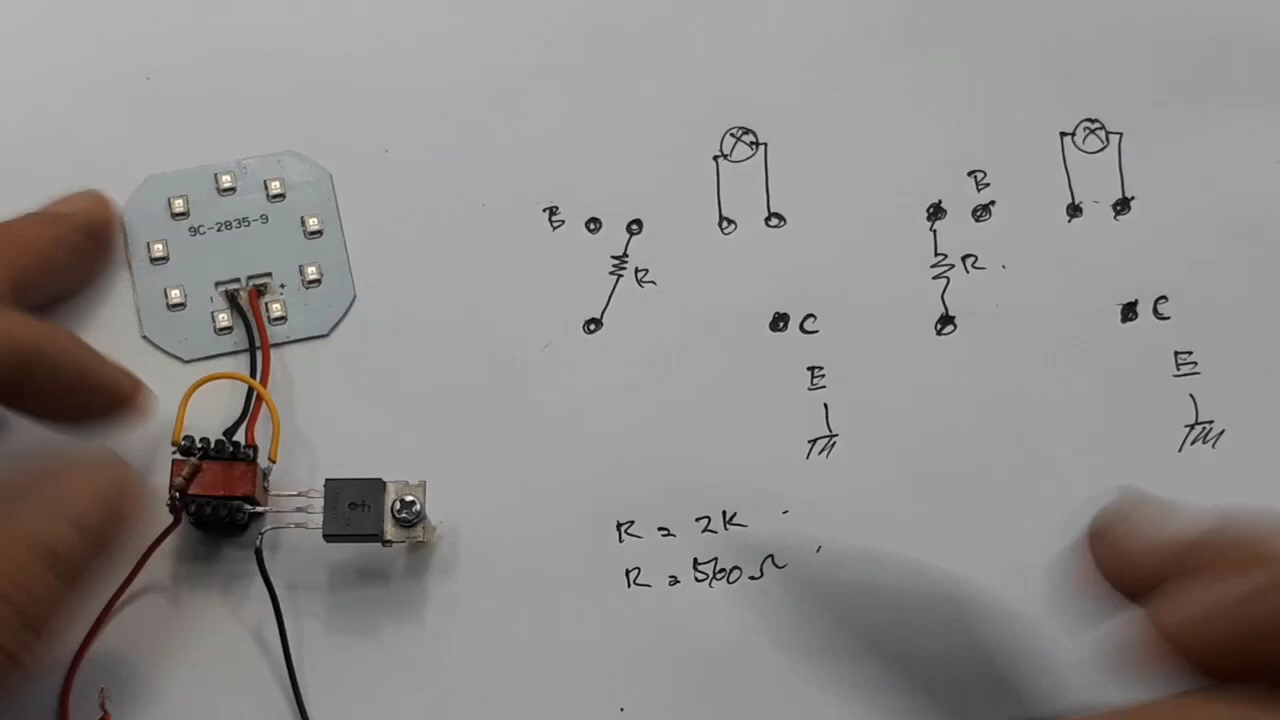 9C-2835-9
- +
B B
R R
C C
E E
R = 2K
R = 500Ω